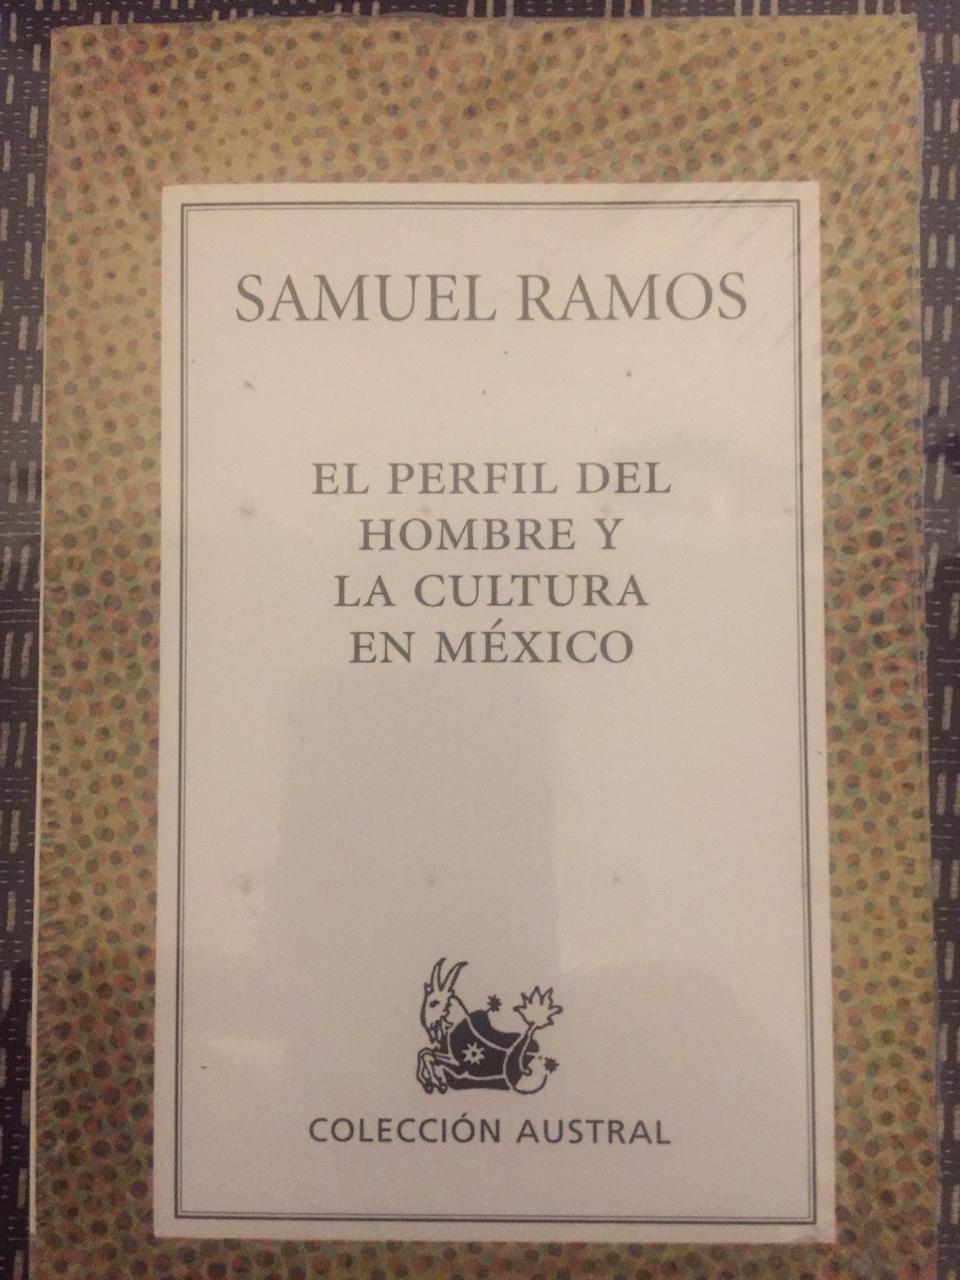 SAMUEL RAMOS
EL PERFIL DEL
HOMBRE Y
LA CULTURA
EN MÉXICO
COLECCIÓN AUSTRAL